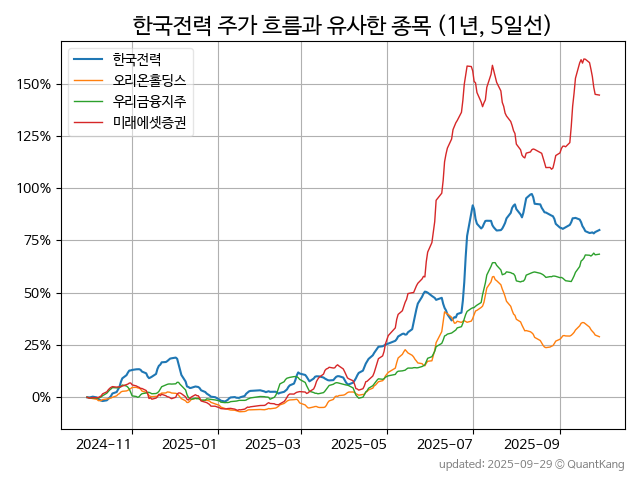 한국전력 주가 흐름과 유사한 종목 (1년, 5일선)
한국전력
오리온홀딩스
우리금융지주
미래에셋증권
150%
125%
100%
75%
50%
25%
0%
2024-11 2025-01 2025-03 2025-05 2025-07 2025-09
updated: 2025-09-29 © QuantKang